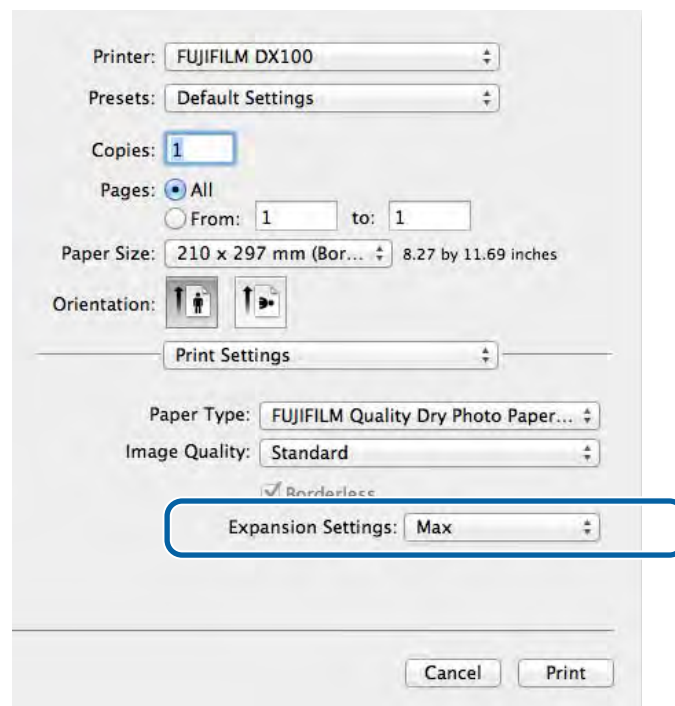 Printer: FUJIFILM DX100
Presets: Default Settings
Copies: 1
Pages: All
From: 1 to: 1
Paper Size: 210 x 297 mm (Bor... 8.27 by 11.69 inches
Orientation:
Print Settings
Paper Type: FUJIFILM Quality Dry Photo Paper...
Image Quality: Standard
Borderless
Expansion Settings: Max
Cancel Print